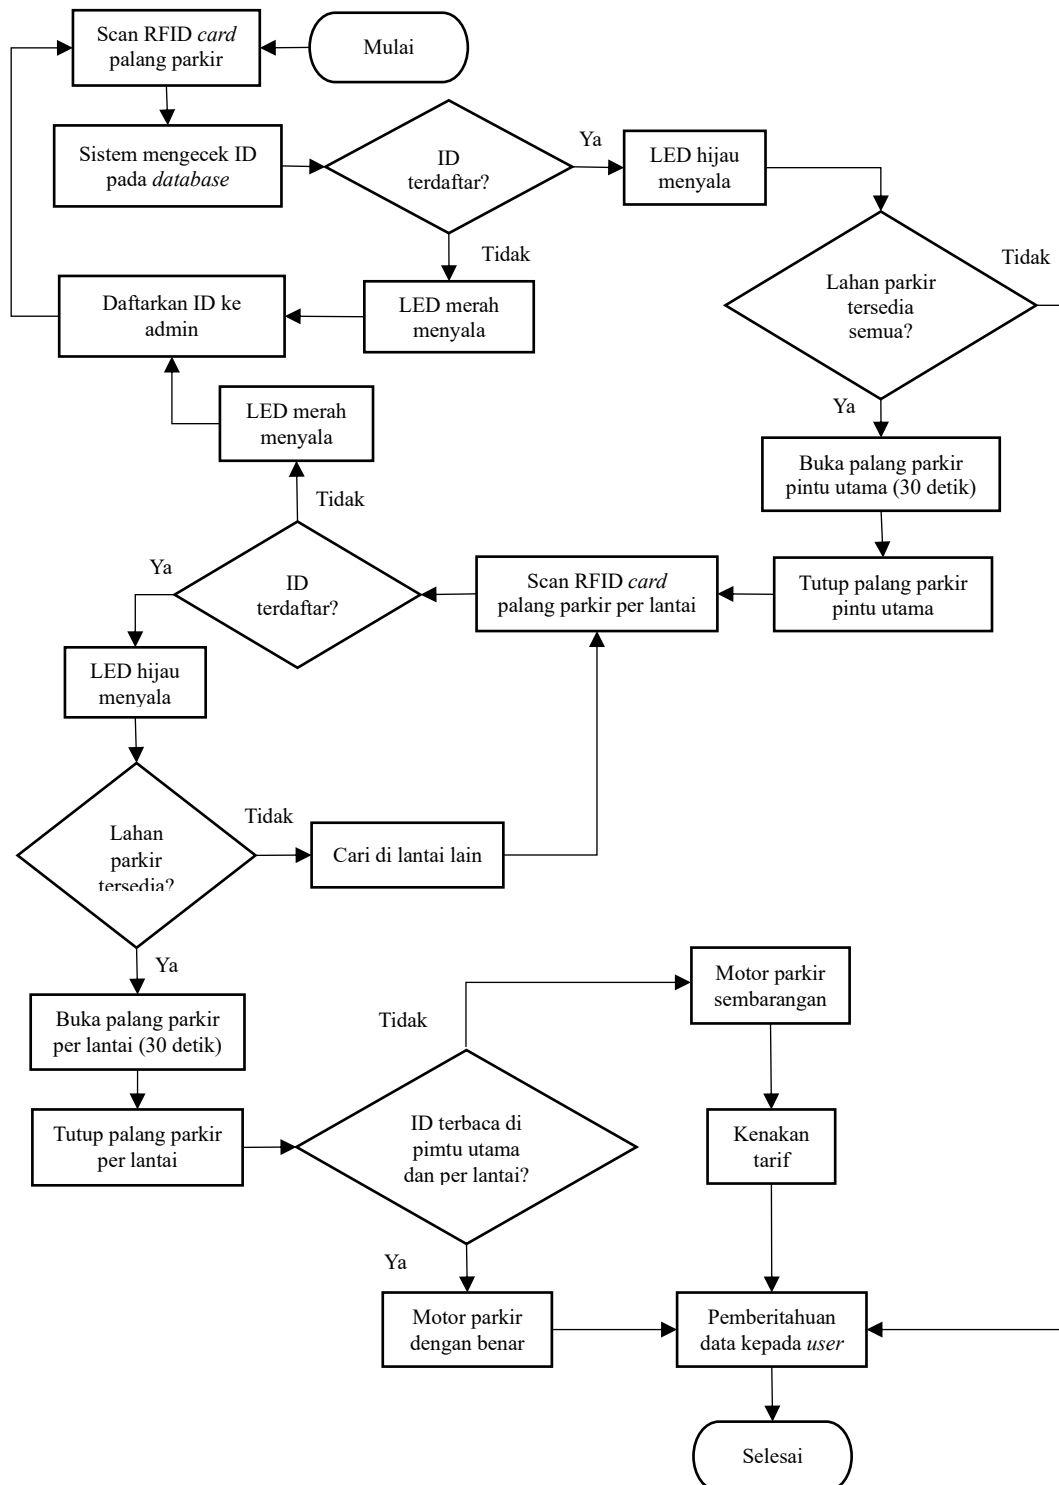 Scan RFID card
palang parkir
Mulai
Sistem mengecek ID
pada database
ID
terdaftar?
Ya
LED hijau
menyala
Tidak
Lahan parkir
tersedia
semua?
Tidak
Daftarkan ID ke
admin
LED merah
menyala
LED merah
menyala
Ya
Buka palang parkir
pintu utama (30 detik)
Tidak
Ya
ID
terdaftar?
Scan RFID card
palang parkir per lantai
Tutup palang parkir
pintu utama
LED hijau
menyala
Lahan
parkir
tersedia?
Tidak
Cari di lantai lain
Ya
Buka palang parkir
per lantai (30 detik)
Tidak
Motor parkir
sembarangan
Tutup palang parkir
per lantai
ID terbaca di
pimtu utama
dan per lantai?
Kenakan
tarif
Ya
Motor parkir
dengan benar
Pemberitahuan
data kepada user
Selesai